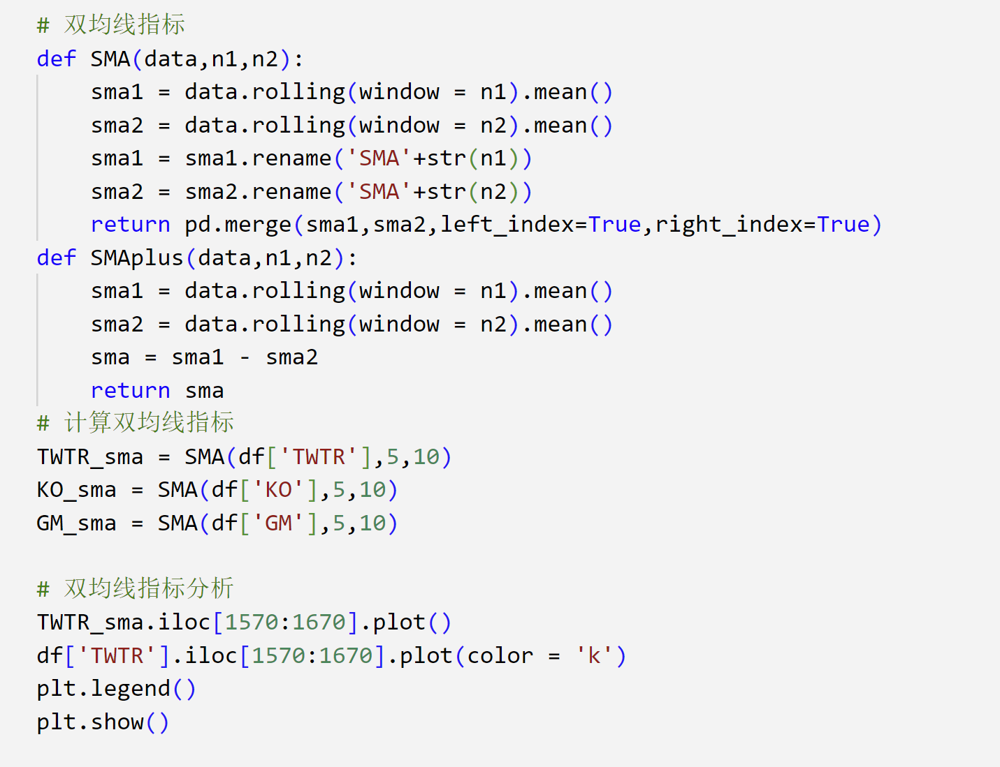 # 双均线指标
def SMA(data,n1,n2):
    sma1 = data.rolling(window = n1).mean()
    sma2 = data.rolling(window = n2).mean()
    sma1 = sma1.rename('SMA'+str(n1))
    sma2 = sma2.rename('SMA'+str(n2))
    return pd.merge(sma1,sma2,left_index=True,right_index=True)
def SMAplus(data,n1,n2):
    sma1 = data.rolling(window = n1).mean()
    sma2 = data.rolling(window = n2).mean()
    sma = sma1 - sma2
    return sma
# 计算双均线指标
TWTR_sma = SMA(df['TWTR'],5,10)
KO_sma = SMA(df['KO'],5,10)
GM_sma = SMA(df['GM'],5,10)

# 双均线指标分析
TWTR_sma.iloc[1570:1670].plot()
df['TWTR'].iloc[1570:1670].plot(color = 'k')
plt.legend()
plt.show()